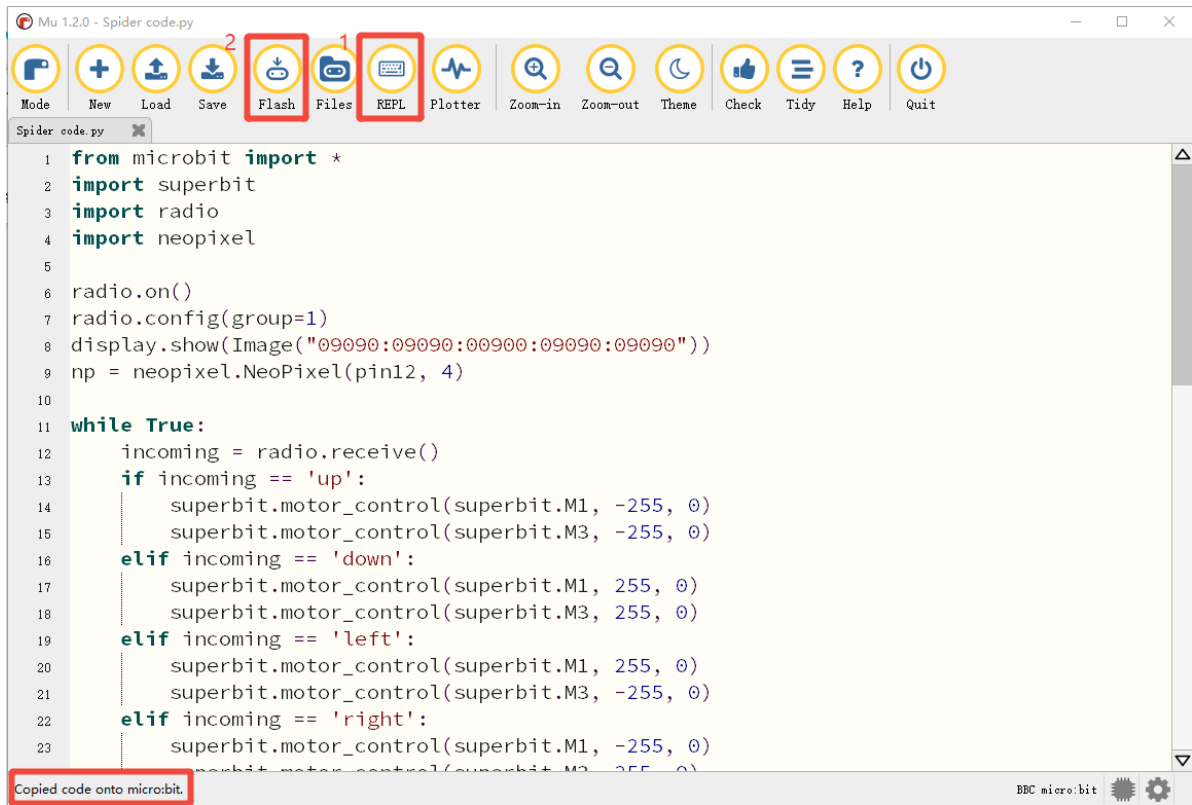 Mu 1.2.0 - Spider code.py
2 1
Mode New Load Save Flash Files REPL Plotter Zoom-in Zoom-out Theme Check Tidy Help Quit
Spider code.py
1 from microbit import *
2 import superbit
3 import radio
4 import neopixel
5
6 radio.on()
7 radio.config(group=1)
8 display.show(Image("09090:09090:00900:09090:09090"))
9 np = neopixel.NeoPixel(pin12, 4)
10
11 while True:
12     incoming = radio.receive()
13     if incoming == 'up':
14         superbit.motor_control(superbit.M1, -255, 0)
15         superbit.motor_control(superbit.M3, -255, 0)
16     elif incoming == 'down':
17         superbit.motor_control(superbit.M1, 255, 0)
18         superbit.motor_control(superbit.M3, 255, 0)
19     elif incoming == 'left':
20         superbit.motor_control(superbit.M1, 255, 0)
21         superbit.motor_control(superbit.M3, -255, 0)
22     elif incoming == 'right':
23         superbit.motor_control(superbit.M1, -255, 0)
Copied code onto micro:bit. BBC micro:bit